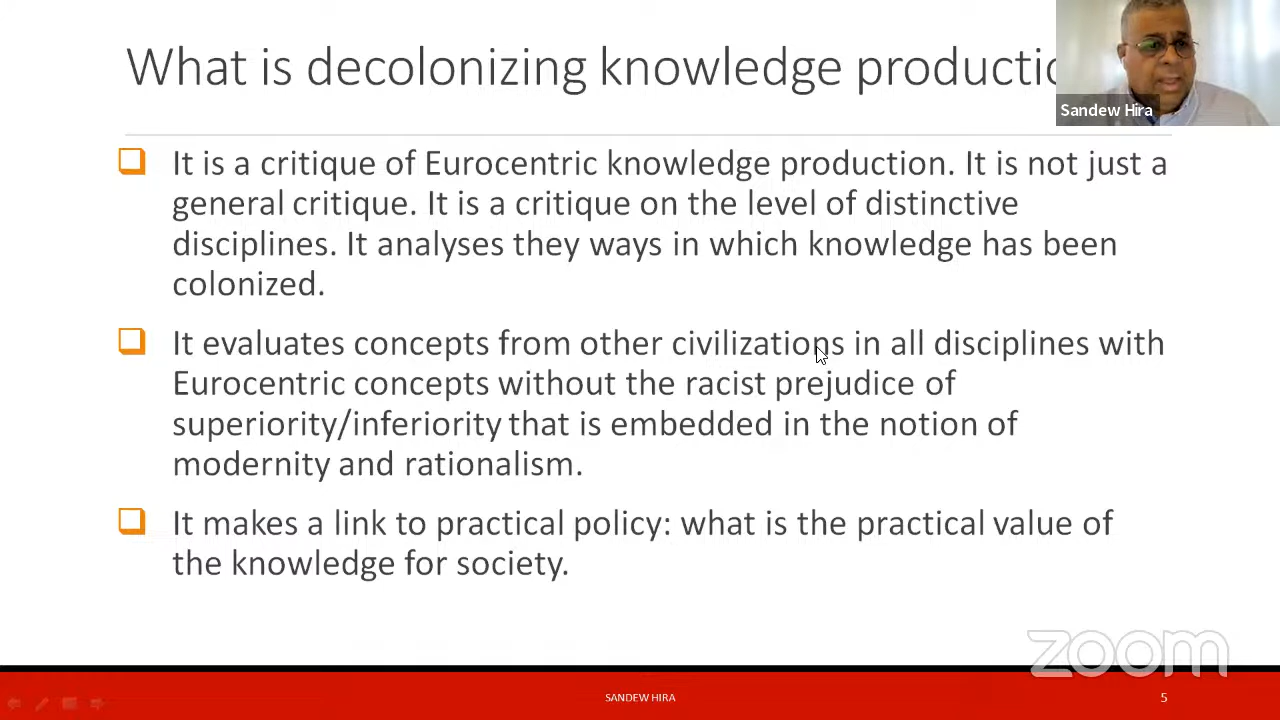 What is decolonizing knowledge productio
Sandew Hira
It is a critique of Eurocentric knowledge production. It is not just a
general critique. It is a critique on the level of distinctive
disciplines. It analyses they ways in which knowledge has been
colonized.
It evaluates concepts from other civilizations in all disciplines with
Eurocentric concepts without the racist prejudice of
superiority/inferiority that is embedded in the notion of
modernity and rationalism.
It makes a link to practical policy: what is the practical value of
the knowledge for society.
zoom
SANDEW HIRA
5